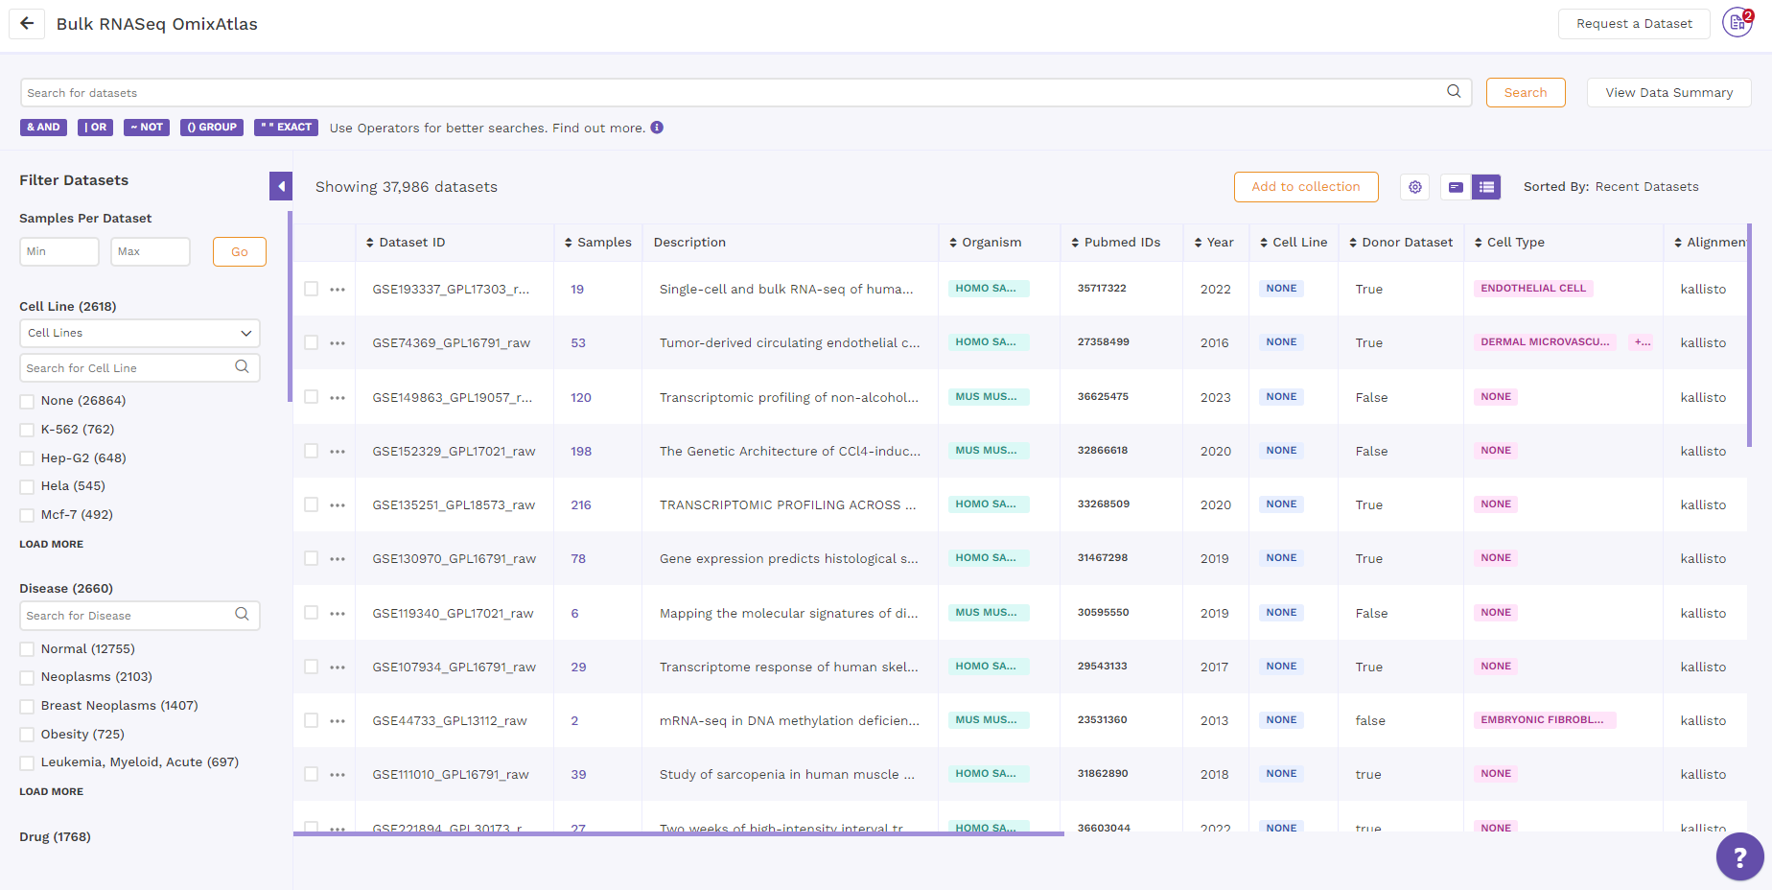 Bulk RNASeq OmixAtlas
Request a Dataset
2
Search for datasets
Search
View Data Summary
& AND
| OR
~ NOT
() GROUP
" " EXACT
Use Operators for better searches. Find out more.
Filter Datasets
Samples Per Dataset
Min
Max
Go
Cell Line (2618)
Cell Lines
Search for Cell Line
None (26864)
K-562 (762)
Hep-G2 (648)
Hela (545)
Mcf-7 (492)
LOAD MORE
Disease (2660)
Search for Disease
Normal (12755)
Neoplasms (2103)
Breast Neoplasms (1407)
Obesity (725)
Leukemia, Myeloid, Acute (697)
LOAD MORE
Drug (1768)
Showing 37,986 datasets
Add to collection
Sorted By: Recent Datasets
Dataset ID Samples Description Organism Pubmed IDs Year Cell Line Donor Dataset Cell Type Alignmen
GSE193337_GPL17303_r... 19 Single-cell and bulk RNA-seq of huma... HOMO SA... 35717322 2022 NONE True ENDOTHELIAL CELL kallisto
GSE74369_GPL16791_raw 53 Tumor-derived circulating endothelial c... HOMO SA... 27358499 2016 NONE True DERMAL MICROVASCU... +... kallisto
GSE149863_GPL19057_r... 120 Transcriptomic profiling of non-alcohol... MUS MUS... 36625475 2023 NONE False NONE kallisto
GSE152329_GPL17021_raw 198 The Genetic Architecture of CCl4-induc... MUS MUS... 32866618 2020 NONE False NONE kallisto
GSE135251_GPL18573_raw 216 TRANSCRIPTOMIC PROFILING ACROSS ... HOMO SA... 33268509 2020 NONE True NONE kallisto
GSE130970_GPL16791_raw 78 Gene expression predicts histological s... HOMO SA... 31467298 2019 NONE True NONE kallisto
GSE119340_GPL17021_raw 6 Mapping the molecular signatures of di... MUS MUS... 30595550 2019 NONE False NONE kallisto
GSE107934_GPL16791_raw 29 Transcriptome response of human skel... HOMO SA... 29543133 2017 NONE True NONE kallisto
GSE44733_GPL13112_raw 2 mRNA-seq in DNA methylation deficien... MUS MUS... 23531360 2013 NONE false EMBRYONIC FIBROBL... kallisto
GSE111010_GPL16791_raw 39 Study of sarcopenia in human muscle ... HOMO SA... 31862890 2018 NONE true NONE kallisto
GSE221894_GPL30173_r... 27 Two weeks of high-intensity interval tr... HOMO SA... 36603044 2022 NONE true NONE kallisto
?